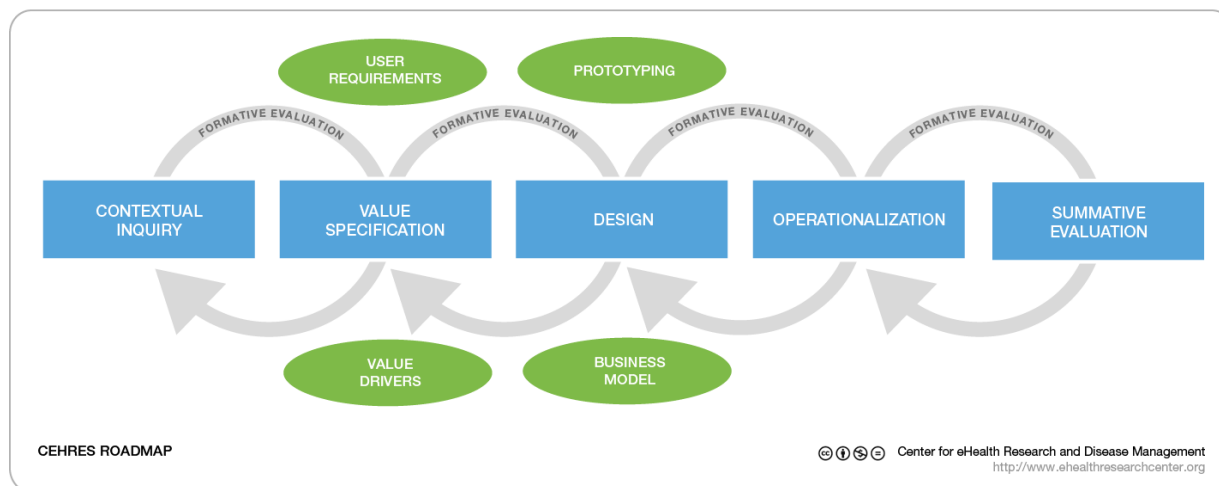 USER
REQUIREMENTS
PROTOTYPING
FORMATIVE EVALUATION
FORMATIVE EVALUATION
FORMATIVE EVALUATION
FORMATIVE EVALUATION
CONTEXTUAL
INQUIRY
VALUE
SPECIFICATION
DESIGN
OPERATIONALIZATION
SUMMATIVE
EVALUATION
VALUE
DRIVERS
BUSINESS
MODEL
CEHRES ROADMAP
cc Center for eHealth Research and Disease Management
http://www.ehealthresearchcenter.org